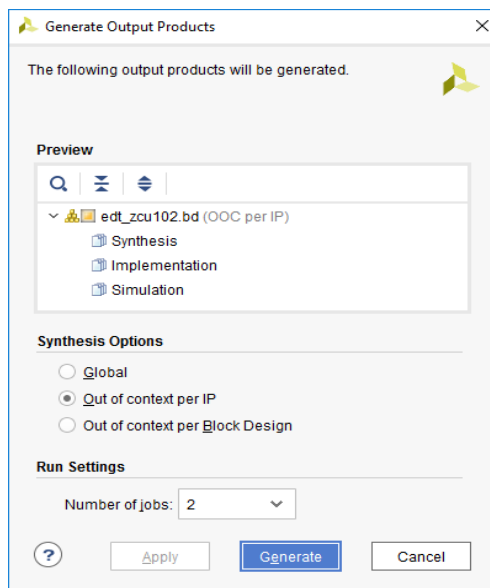 Generate Output Products
The following output products will be generated.
Preview
edt_zcu102.bd (OOC per IP)
Synthesis
Implementation
Simulation
Synthesis Options
Global
Out of context per IP
Out of context per Block Design
Run Settings
Number of jobs: 2
? Apply Generate Cancel